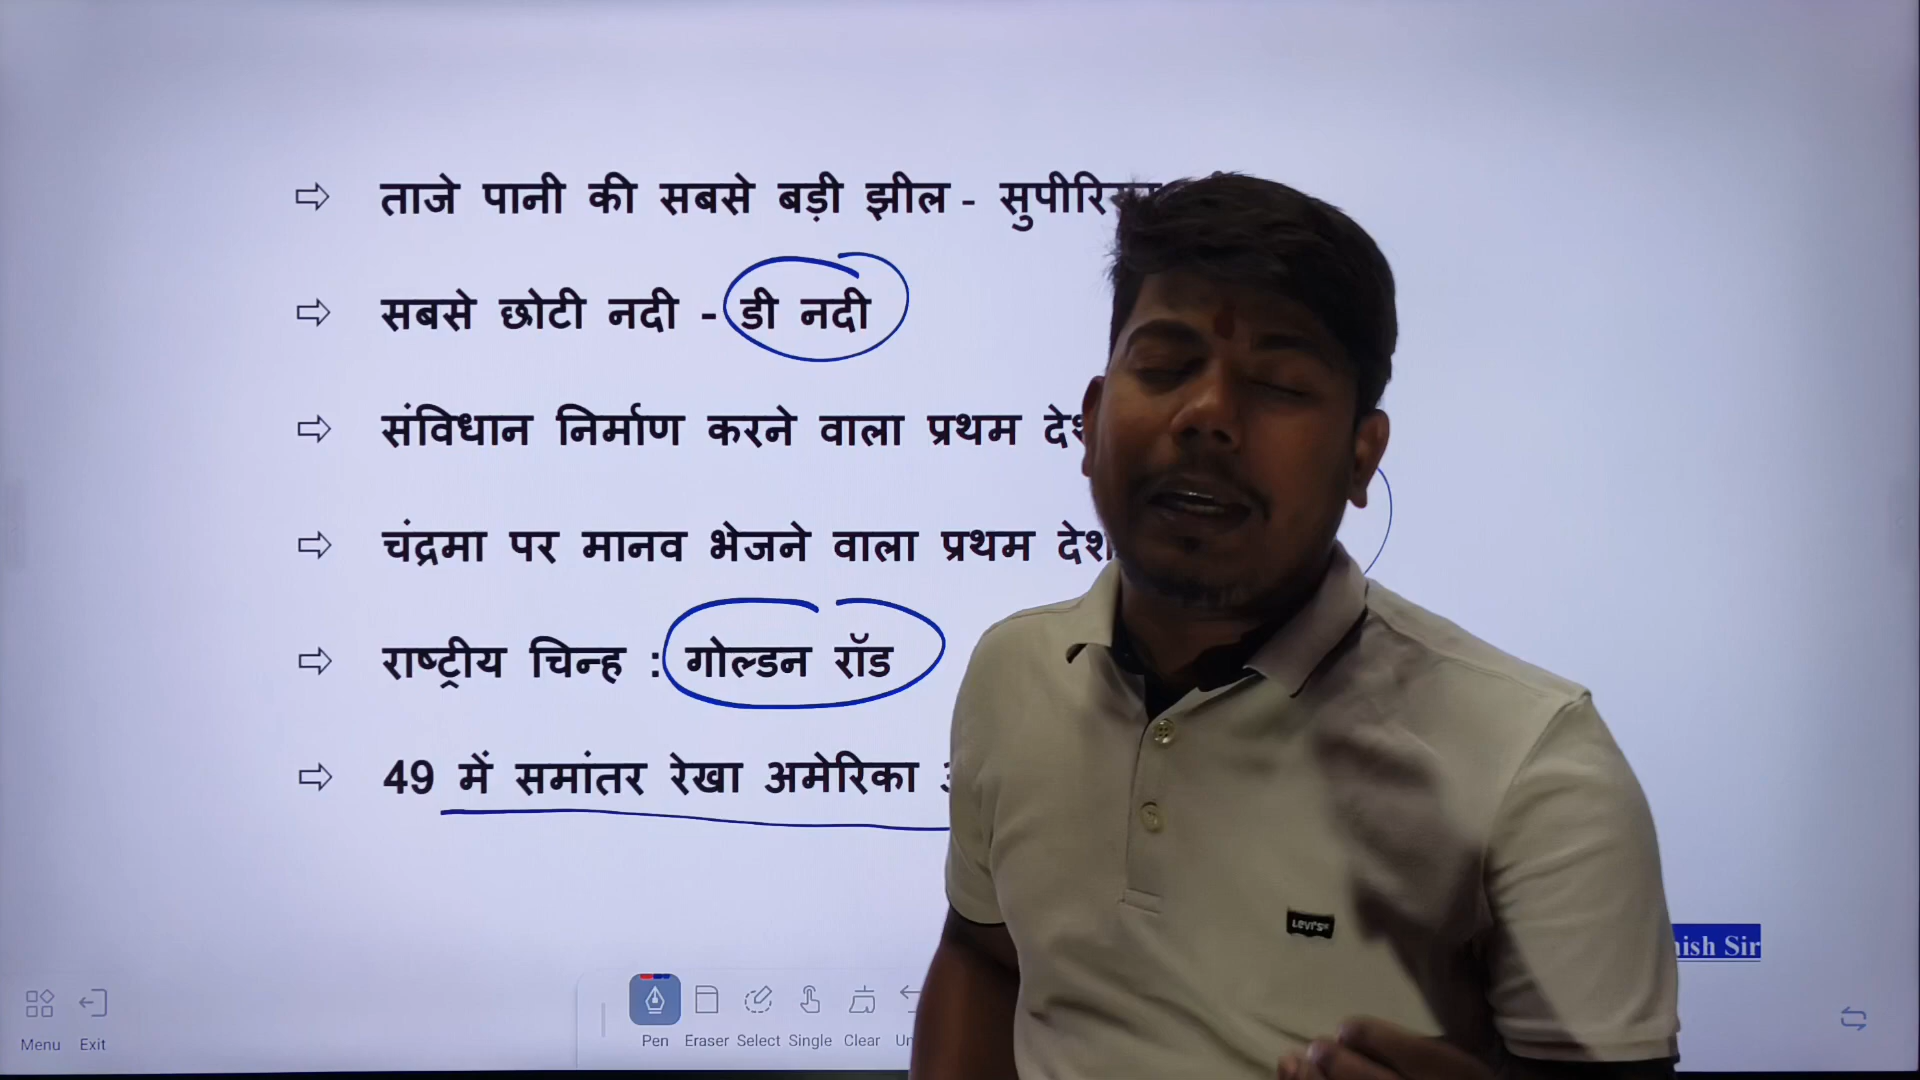 ताजे पानी की सबसे बड़ी झील -
सबसे छोटी नदी - डी नदी
संविधान निर्माण करने वाला प्रथम
चंद्रमा पर मानव भेजने वाला प्रथम देश
राष्ट्रीय चिन्ह : गोल्डन रॉड
49 में समांतर रेखा अमेरिका
LEVI'S
Sir
Menu Exit Pen Eraser Select Single Clear